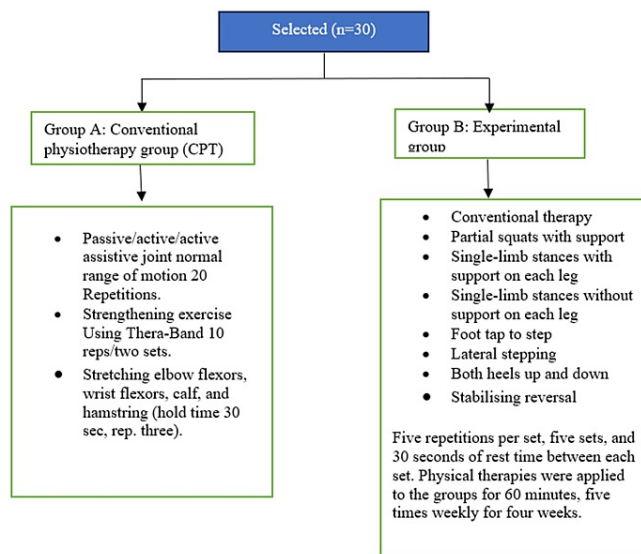 Selected (n=30)
Group A: Conventional
physiotherapy group (CPT)
Group B: Experimental
group
• Passive/active/active
assistive joint normal
range of motion 20
Repetitions.
• Strengthening exercise
Using Thera-Band 10
reps/two sets.
• Stretching elbow flexors,
wrist flexors, calf, and
hamstring (hold time 30
sec, rep. three).
• Conventional therapy
• Partial squats with support
• Single-limb stances with
support on each leg
• Single-limb stances without
support on each leg
• Foot tap to step
• Lateral stepping
• Both heels up and down
• Stabilising reversal
Five repetitions per set, five sets, and
30 seconds of rest time between each
set. Physical therapies were applied
to the groups for 60 minutes, five
times weekly for four weeks.